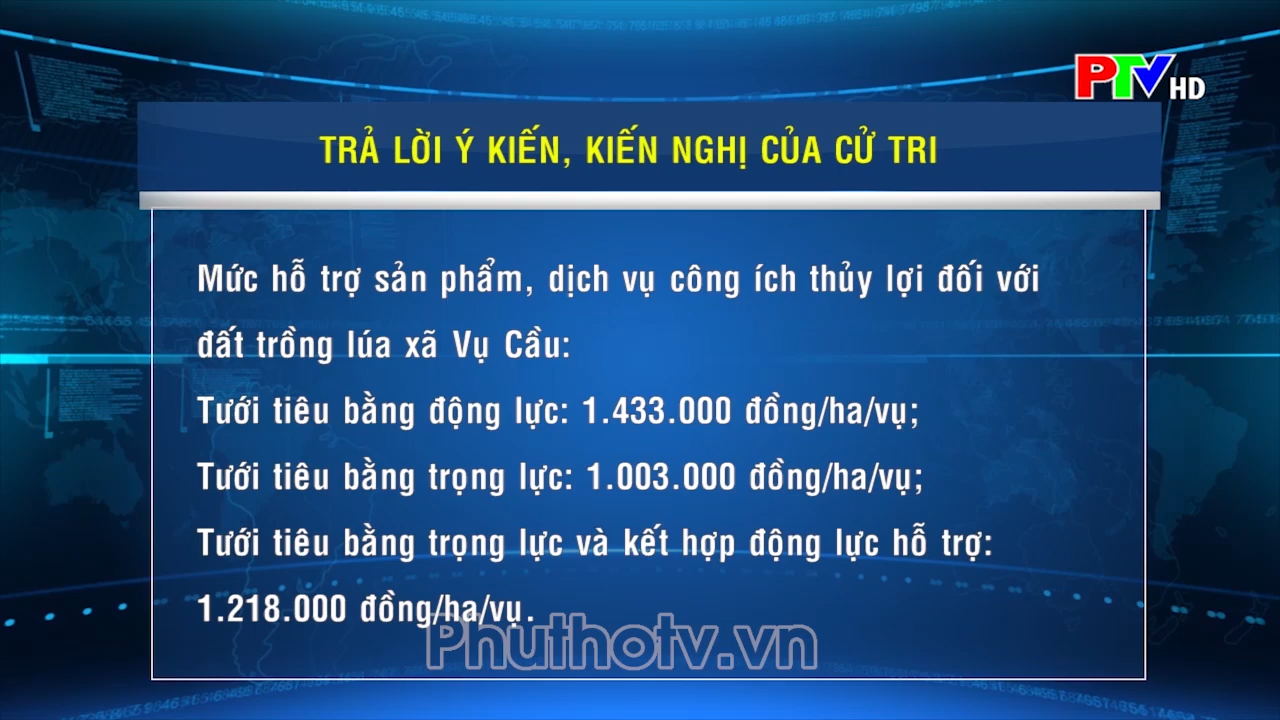 PTV HD
TRẢ LỜI Ý KIẾN, KIẾN NGHỊ CỦA CỬ TRI
Mức hỗ trợ sản phẩm, dịch vụ công ích thủy lợi đối với
đất trồng lúa xã Vụ Cầu:
Tưới tiêu bằng động lực: 1.433.000 đồng/ha/vụ;
Tưới tiêu bằng trọng lực: 1.003.000 đồng/ha/vụ;
Tưới tiêu bằng trọng lực và kết hợp động lực hỗ trợ:
1.218.000 đồng/ha/vụ.
Phuthotv.vn